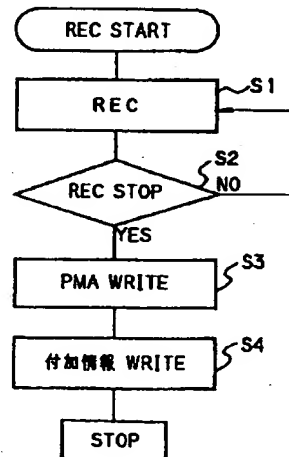 REC START
REC
S1
REC STOP
S2
NO
YES
PMA WRITE
S3
付加情報 WRITE
S4
STOP